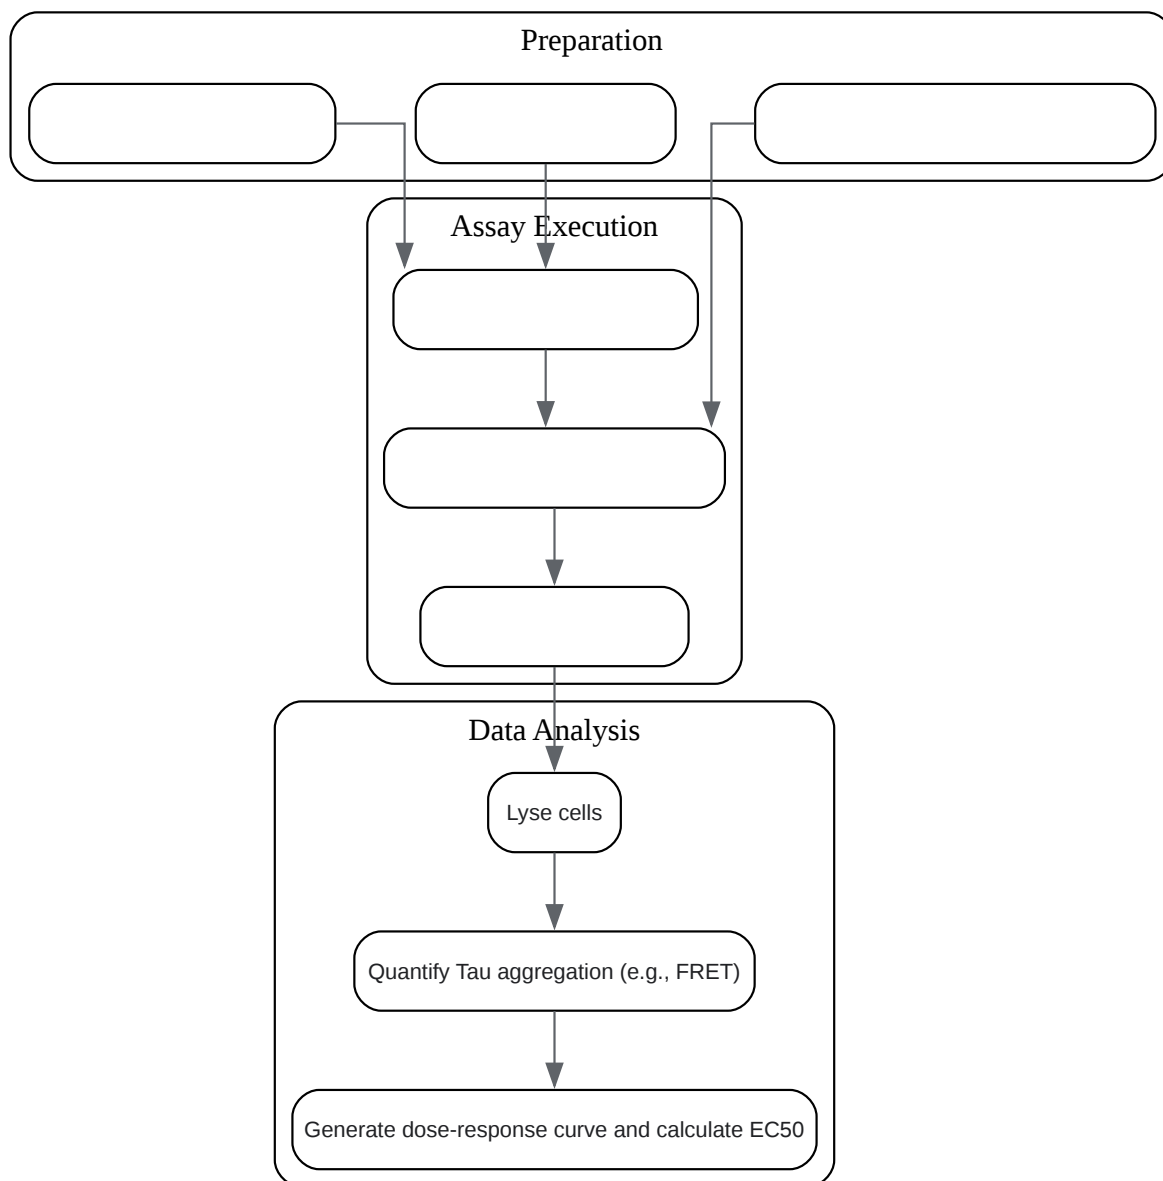 Preparation
Assay Execution
Data Analysis
Lyse cells
Quantify Tau aggregation (e.g., FRET)
Generate dose-response curve and calculate EC50